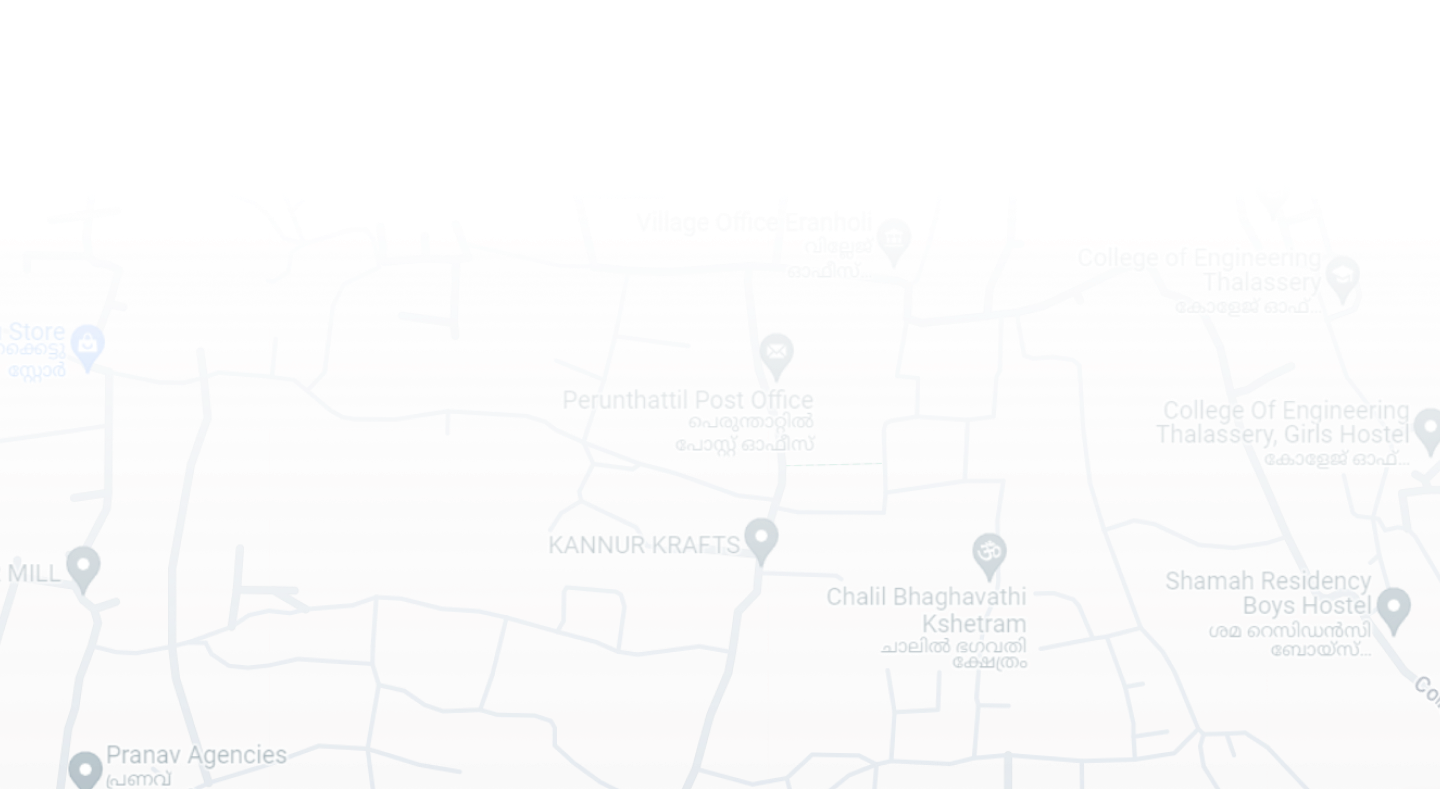 Village Office Eranholi
വില്ലേജ്
ഓഫീസ്...
College of Engineering
Thalassery
കോളേജ് ഓഫ്...
Store
സ്റ്റോർ
Perunthattil Post Office
പെരുന്താറ്റിൽ
പോസ്റ്റ് ഓഫീസ്
College Of Engineering
Thalassery, Girls Hostel
കോളേജ് ഓഫ്...
KANNUR KRAFTS
MILL
Chalil Bhaghavathi
Kshetram
ചാലിൽ ഭഗവതി
ക്ഷേത്രം
Shamah Residency
Boys Hostel
ശമ റെസിഡൻസി
ബോയ്സ്...
Pranav Agencies
പ്രണവ്